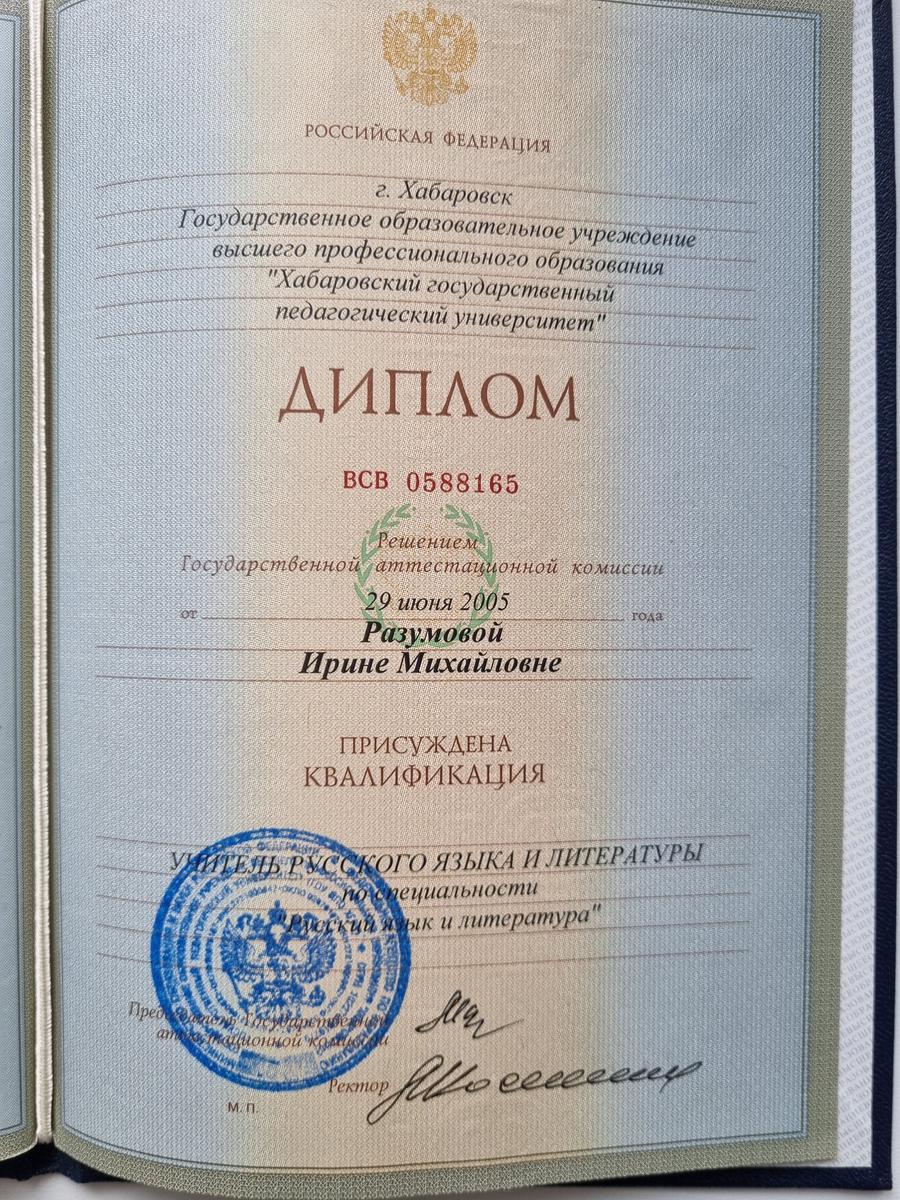 РОССИЙСКАЯ ФЕДЕРАЦИЯ
г. Хабаровск
Государственное образовательное учреждение
высшего профессионального образования
"Хабаровский государственный
педагогический университет"
ДИПЛОМ
ВСВ 0588165
Решением
Государственной аттестационной комиссии
от 29 июня 2005 года
Разумовой
Ирине Михайловне
ПРИСУЖДЕНА
КВАЛИФИКАЦИЯ
УЧИТЕЛЬ РУССКОГО ЯЗЫКА И ЛИТЕРАТУРЫ
по специальности
"Русский язык и литература"
Председатель Государственной
аттестационной комиссии
Ректор
М. П.